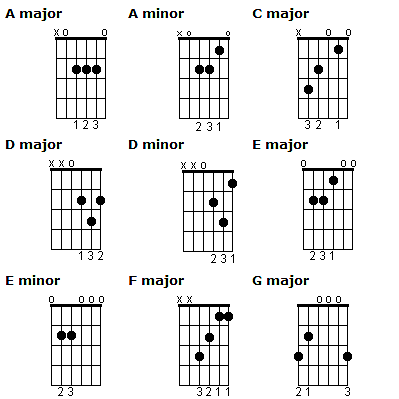 A major A minor C major
x o o x o o x o o
1 2 3 2 3 1 3 2 1
D major D minor E major
x x o x x o o o o
1 3 2 2 3 1 2 3 1
E minor F major G major
o o o o x x o o o
2 3 3 2 1 1 2 1 3